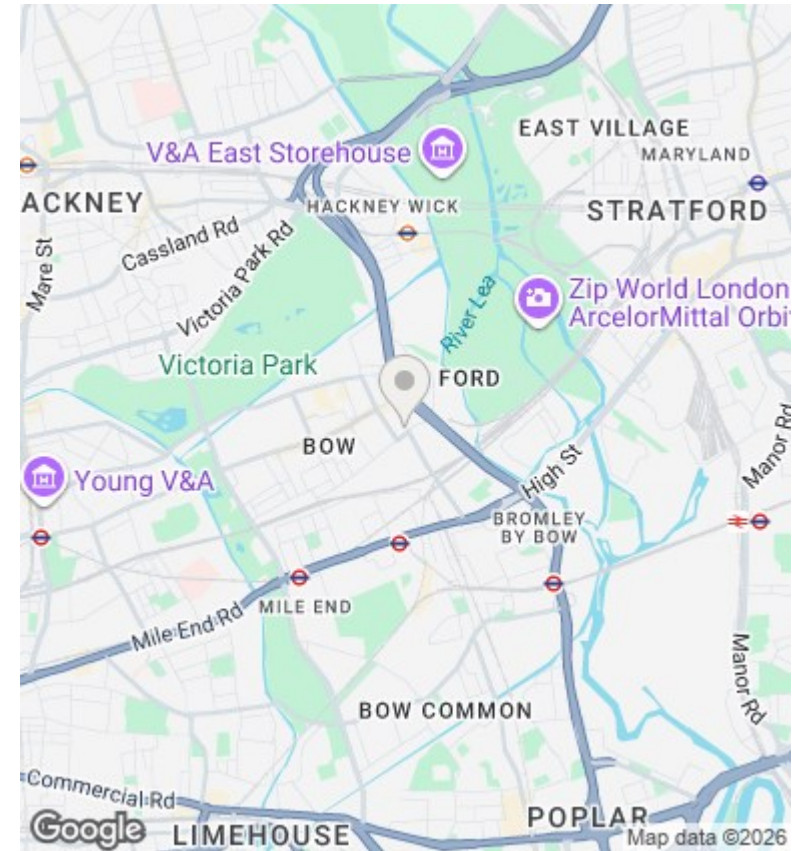 EAST VILLAGE
V&A East Storehouse
MARYLAND
ACKNEY
HACKNEY WICK
STRATFORD
Cassland Rd
Victoria Park Rd
Mare St
River Lea
Zip World London
ArcelorMittal Orbi
Victoria Park
FORD
BOW
Manor Rd
Young V&A
High St
BROMLEY
BY BOW
MILE END
Mile End Rd
Manor Rd
BOW COMMON
Commercial Rd
POPLAR
Google
LIMEHOUSE
Map data ©2026